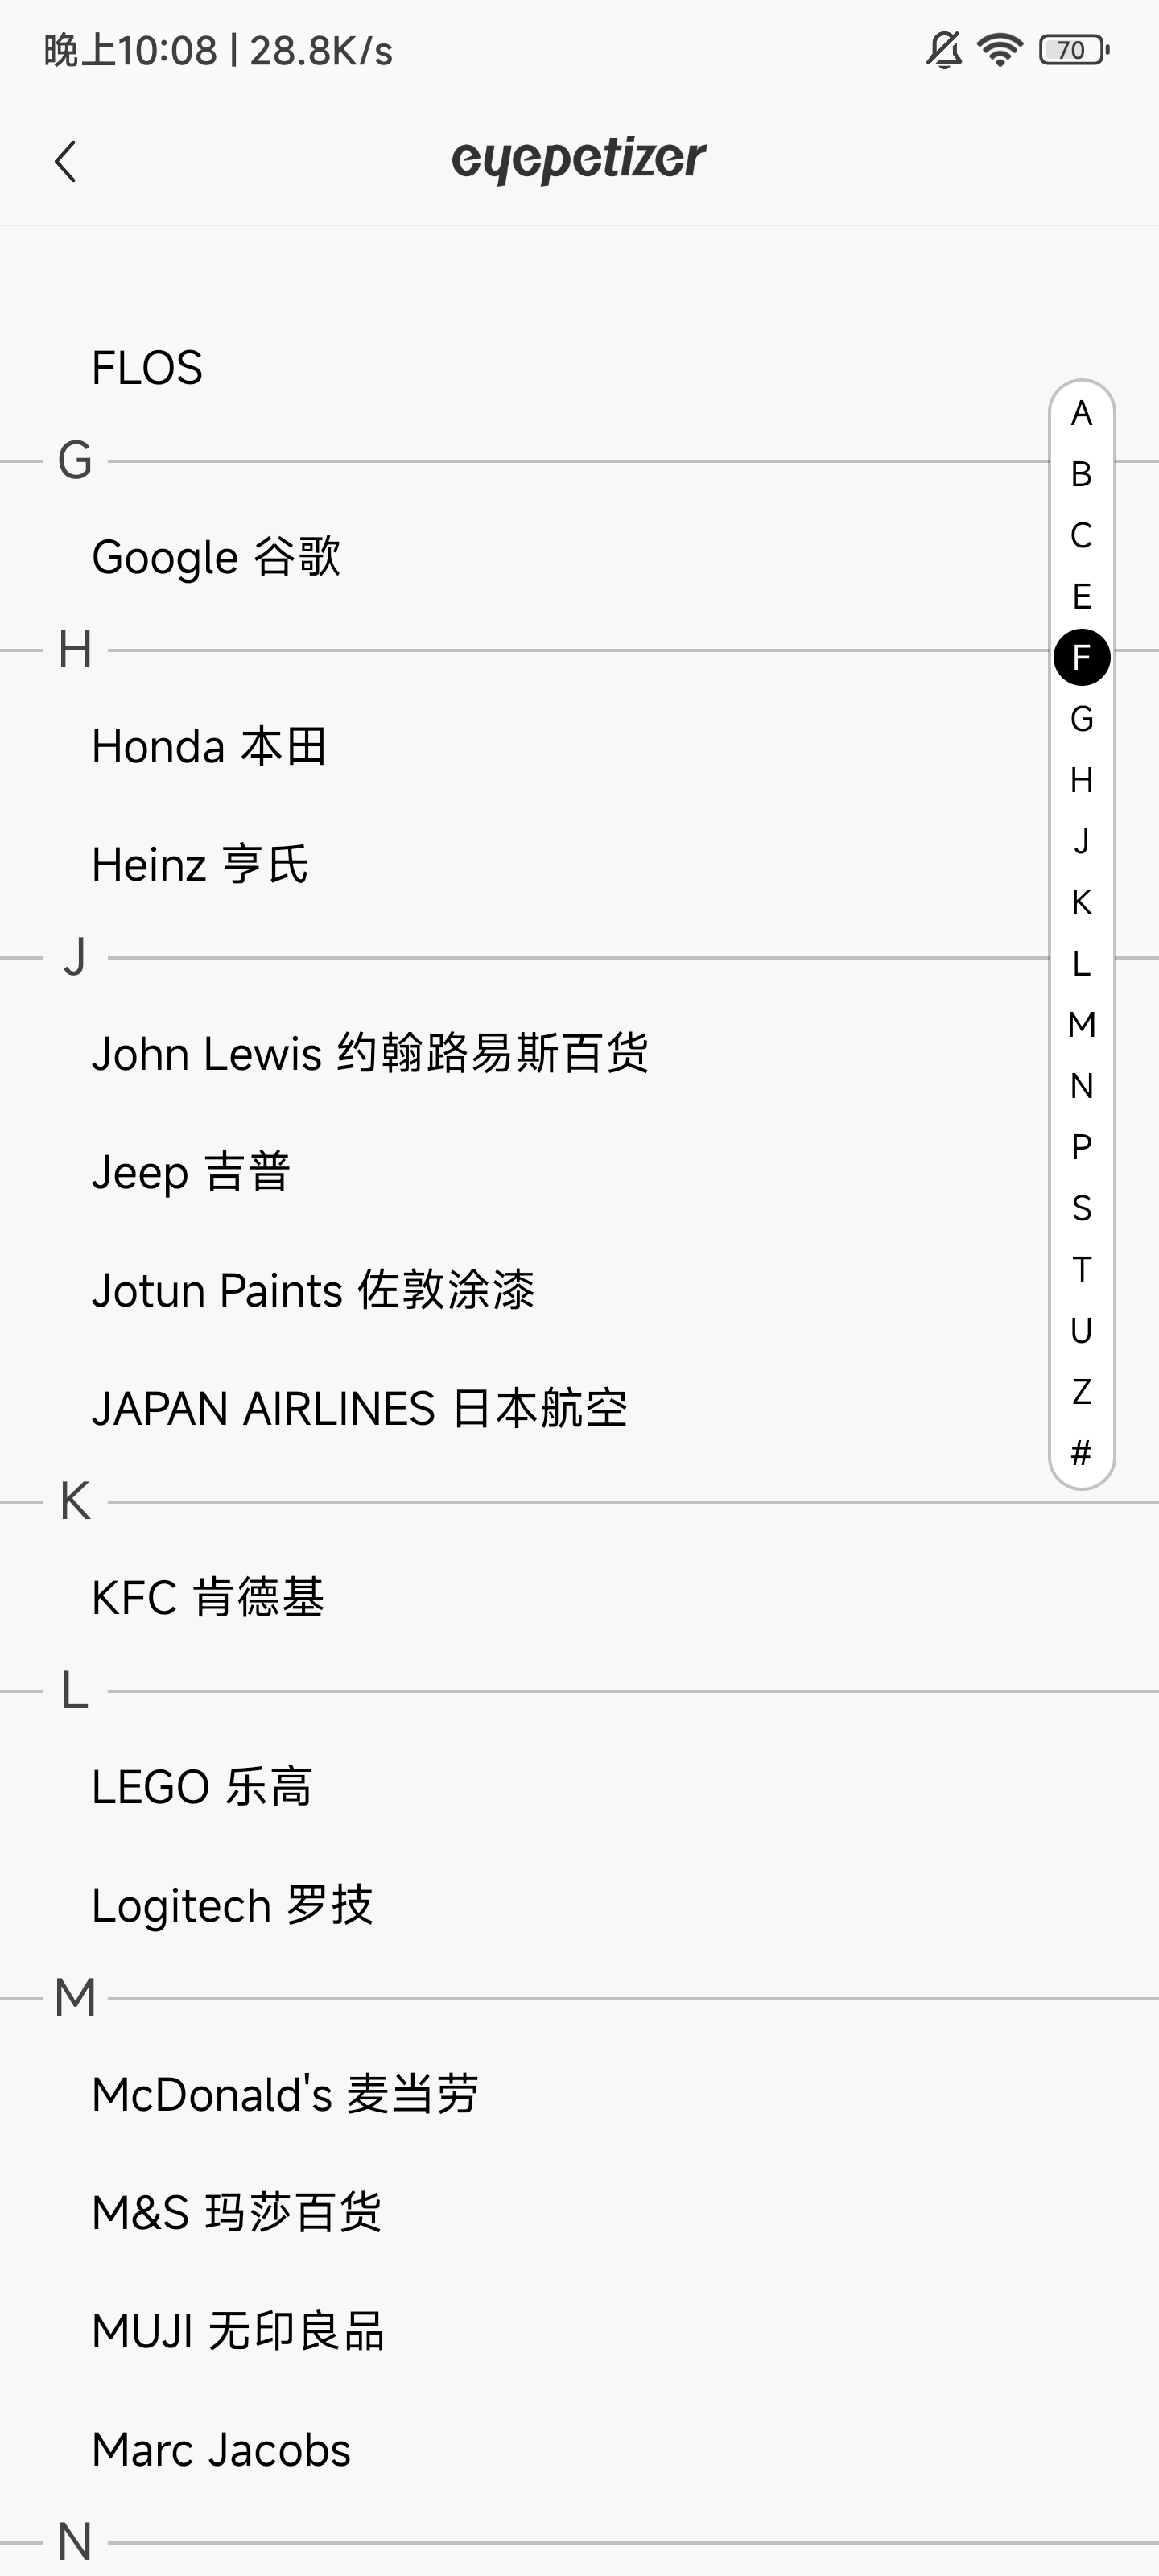 晚上10:08 | 28.8K/s
70
eyepetizer
FLOS
G
Google 谷歌
H
Honda 本田
Heinz 亨氏
J
John Lewis 约翰路易斯百货
Jeep 吉普
Jotun Paints 佐敦涂漆
JAPAN AIRLINES 日本航空
K
KFC 肯德基
L
LEGO 乐高
Logitech 罗技
M
McDonald's 麦当劳
M&S 玛莎百货
MUJI 无印良品
Marc Jacobs
N
A
B
C
E
F
G
H
J
K
L
M
N
P
S
T
U
Z
#